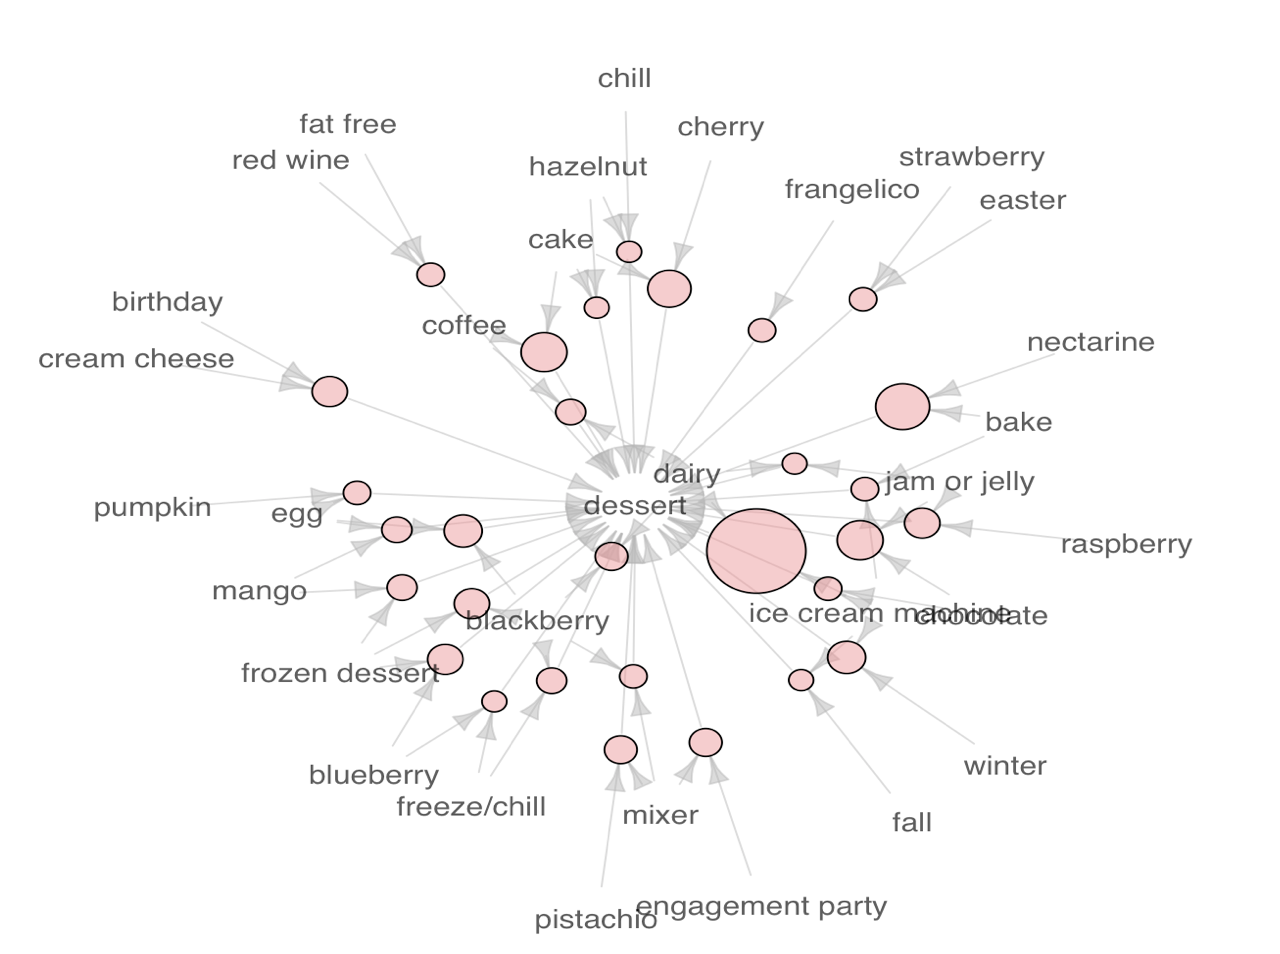 chill
fat free
cherry
red wine
strawberry
hazelnut
frangelico
easter
cake
birthday
coffee
nectarine
cream cheese
bake
dairy
jam or jelly
pumpkin
dessert
egg
raspberry
mango
blackberry
ice cream machine
chocolate
frozen dessert
winter
blueberry
freeze/chill
mixer
fall
engagement party
pistachio